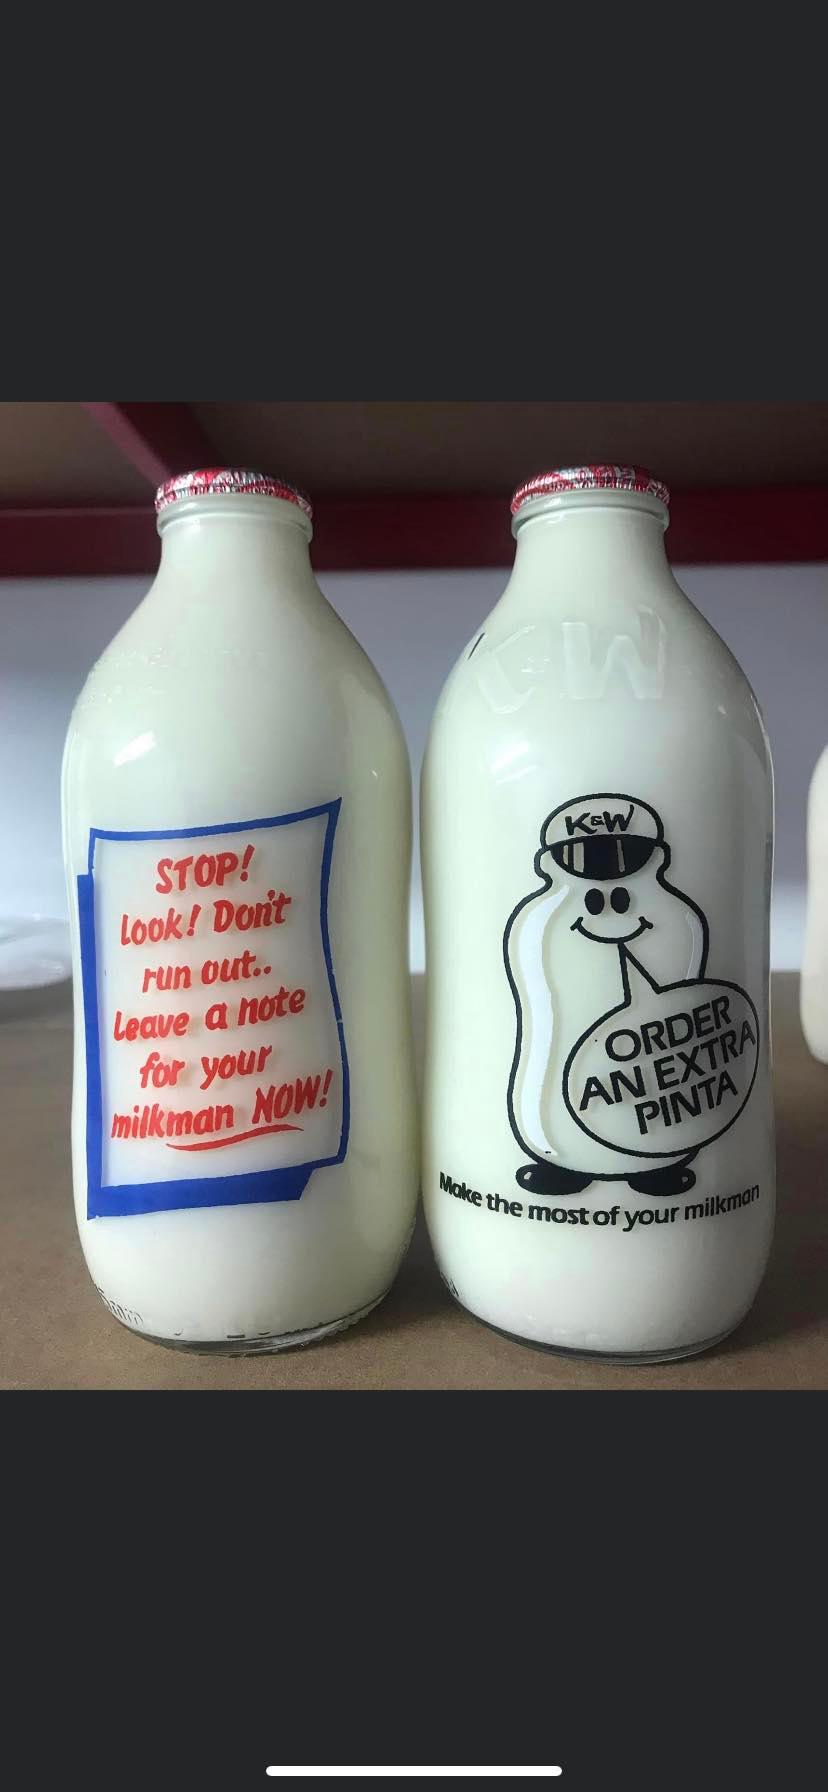 STOP!
Look! Don't
run out..
Leave a note
for your
milkman NOW!
K&W
K&W
ORDER
AN EXTRA
PINTA
Make the most of your milkman